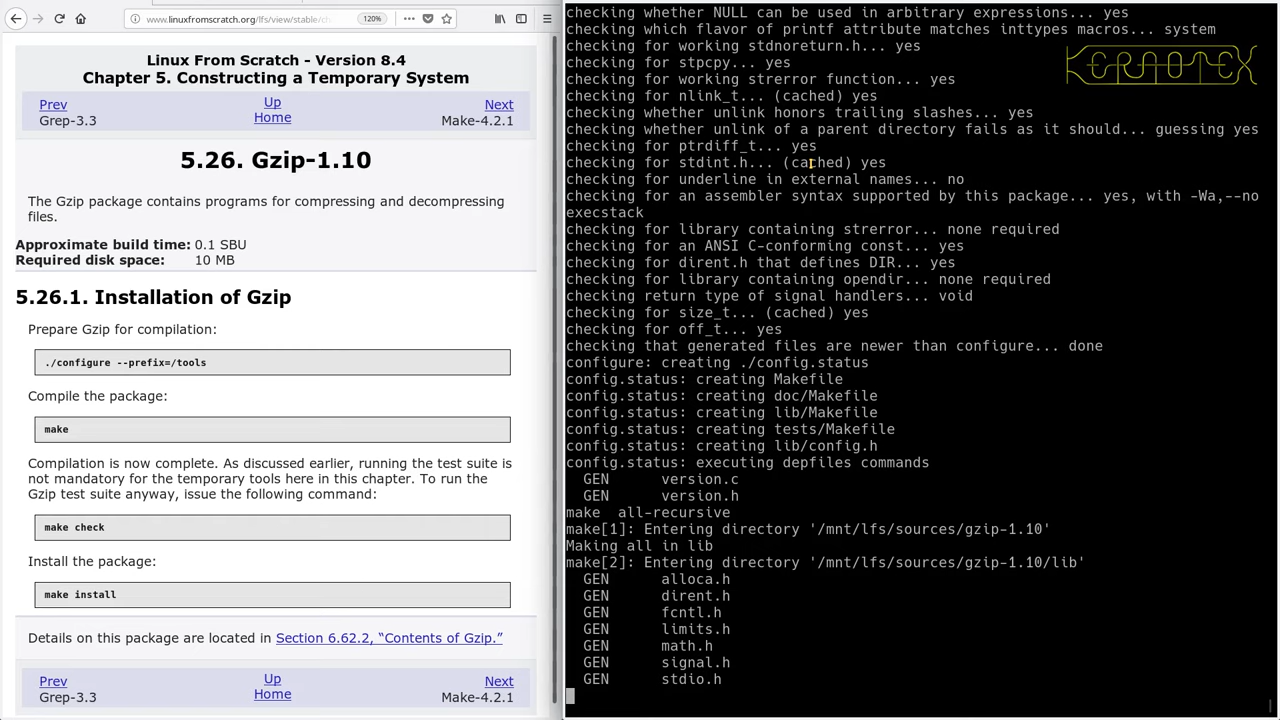 www.linuxfromscratch.org/lfs/view/stable/ch
120%
Linux From Scratch - Version 8.4
Chapter 5. Constructing a Temporary System
Prev
Up
Next
Grep-3.3
Home
Make-4.2.1
5.26. Gzip-1.10
The Gzip package contains programs for compressing and decompressing
files.
Approximate build time: 0.1 SBU
Required disk space: 10 MB
5.26.1. Installation of Gzip
Prepare Gzip for compilation:
./configure --prefix=/tools
Compile the package:
make
Compilation is now complete. As discussed earlier, running the test suite is
not mandatory for the temporary tools here in this chapter. To run the
Gzip test suite anyway, issue the following command:
make check
Install the package:
make install
Details on this package are located in Section 6.62.2, “Contents of Gzip.”
Prev
Up
Next
Grep-3.3
Home
Make-4.2.1
checking whether NULL can be used in arbitrary expressions... yes
checking which flavor of printf attribute matches inttypes macros... system
checking for working stdnoreturn.h... yes
checking for stpcpy... yes
checking for working strerror function... yes
checking for nlink_t... (cached) yes
checking whether unlink honors trailing slashes... yes
checking whether unlink of a parent directory fails as it should... guessing yes
checking for ptrdiff_t... yes
checking for stdint.h... (cached) yes
checking for underline in external names... no
checking for an assembler syntax supported by this package... yes, with -Wa,--no
execstack
checking for library containing strerror... none required
checking for an ANSI C-conforming const... yes
checking for dirent.h that defines DIR... yes
checking for library containing opendir... none required
checking return type of signal handlers... void
checking for size_t... (cached) yes
checking for off_t... yes
checking that generated files are newer than configure... done
configure: creating ./config.status
config.status: creating Makefile
config.status: creating doc/Makefile
config.status: creating lib/Makefile
config.status: creating tests/Makefile
config.status: creating lib/config.h
config.status: executing depfiles commands
GEN version.c
GEN version.h
make all-recursive
make[1]: Entering directory '/mnt/lfs/sources/gzip-1.10'
Making all in lib
make[2]: Entering directory '/mnt/lfs/sources/gzip-1.10/lib'
GEN alloca.h
GEN dirent.h
GEN fcntl.h
GEN limits.h
GEN math.h
GEN signal.h
GEN stdio.h